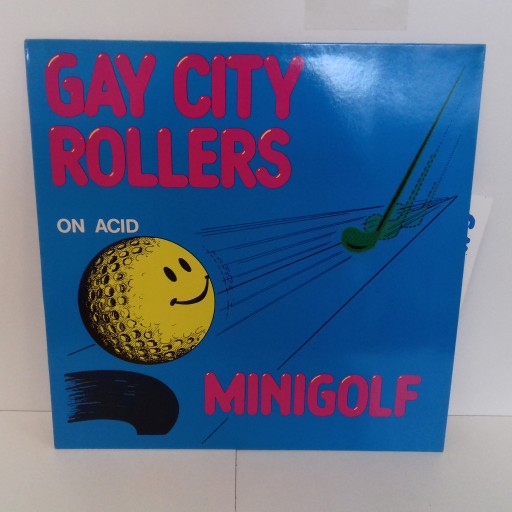 GAY CITY
ROLLERS
ON ACID
MINIGOLF